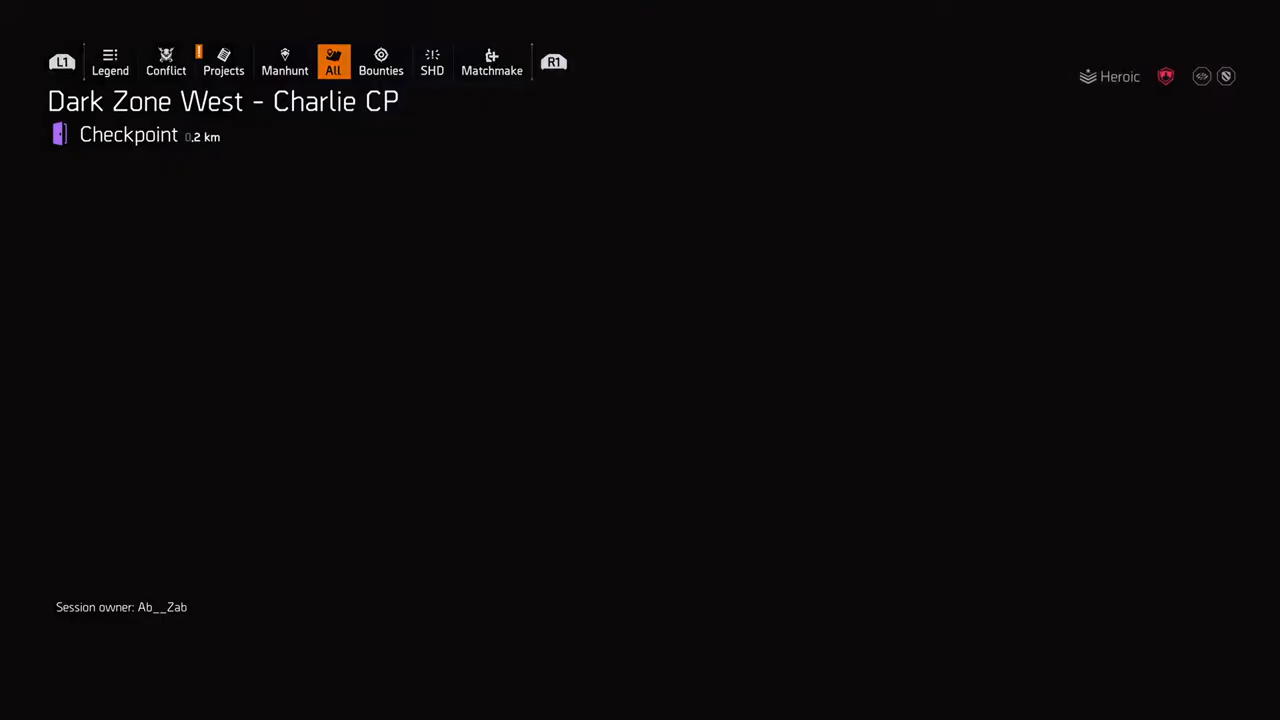 L1 Legend Conflict ! Projects Manhunt All Bounties SHD Matchmake R1
Heroic
Dark Zone West - Charlie CP
Checkpoint 0.2 km
Session owner: Ab__Zab